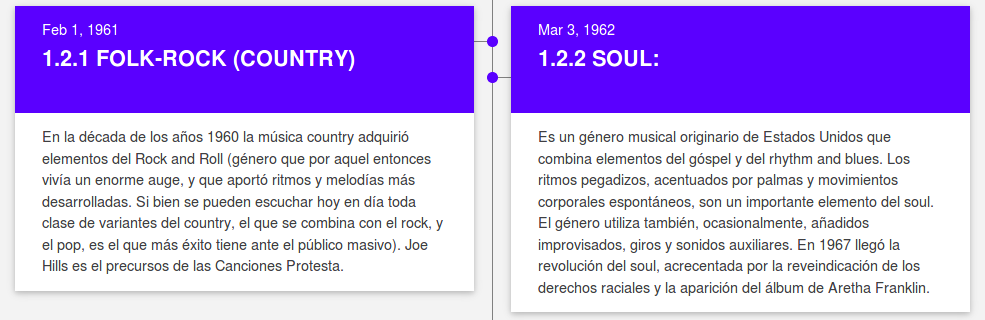 Feb 1, 1961
1.2.1 FOLK-ROCK (COUNTRY)
En la década de los años 1960 la música country adquirió
elementos del Rock and Roll (género que por aquel entonces
vivía un enorme auge, y que aportó ritmos y melodías más
desarrolladas. Si bien se pueden escuchar hoy en día toda
clase de variantes del country, el que se combina con el rock, y
el pop, es el que más éxito tiene ante el público masivo). Joe
Hills es el precursos de las Canciones Protesta.
Mar 3, 1962
1.2.2 SOUL:
Es un género musical originario de Estados Unidos que
combina elementos del góspel y del rhythm and blues. Los
ritmos pegadizos, acentuados por palmas y movimientos
corporales espontáneos, son un importante elemento del soul.
El género utiliza también, ocasionalmente, añadidos
improvisados, giros y sonidos auxiliares. En 1967 llegó la
revolución del soul, acrecentada por la reveindicación de los
derechos raciales y la aparición del álbum de Aretha Franklin.